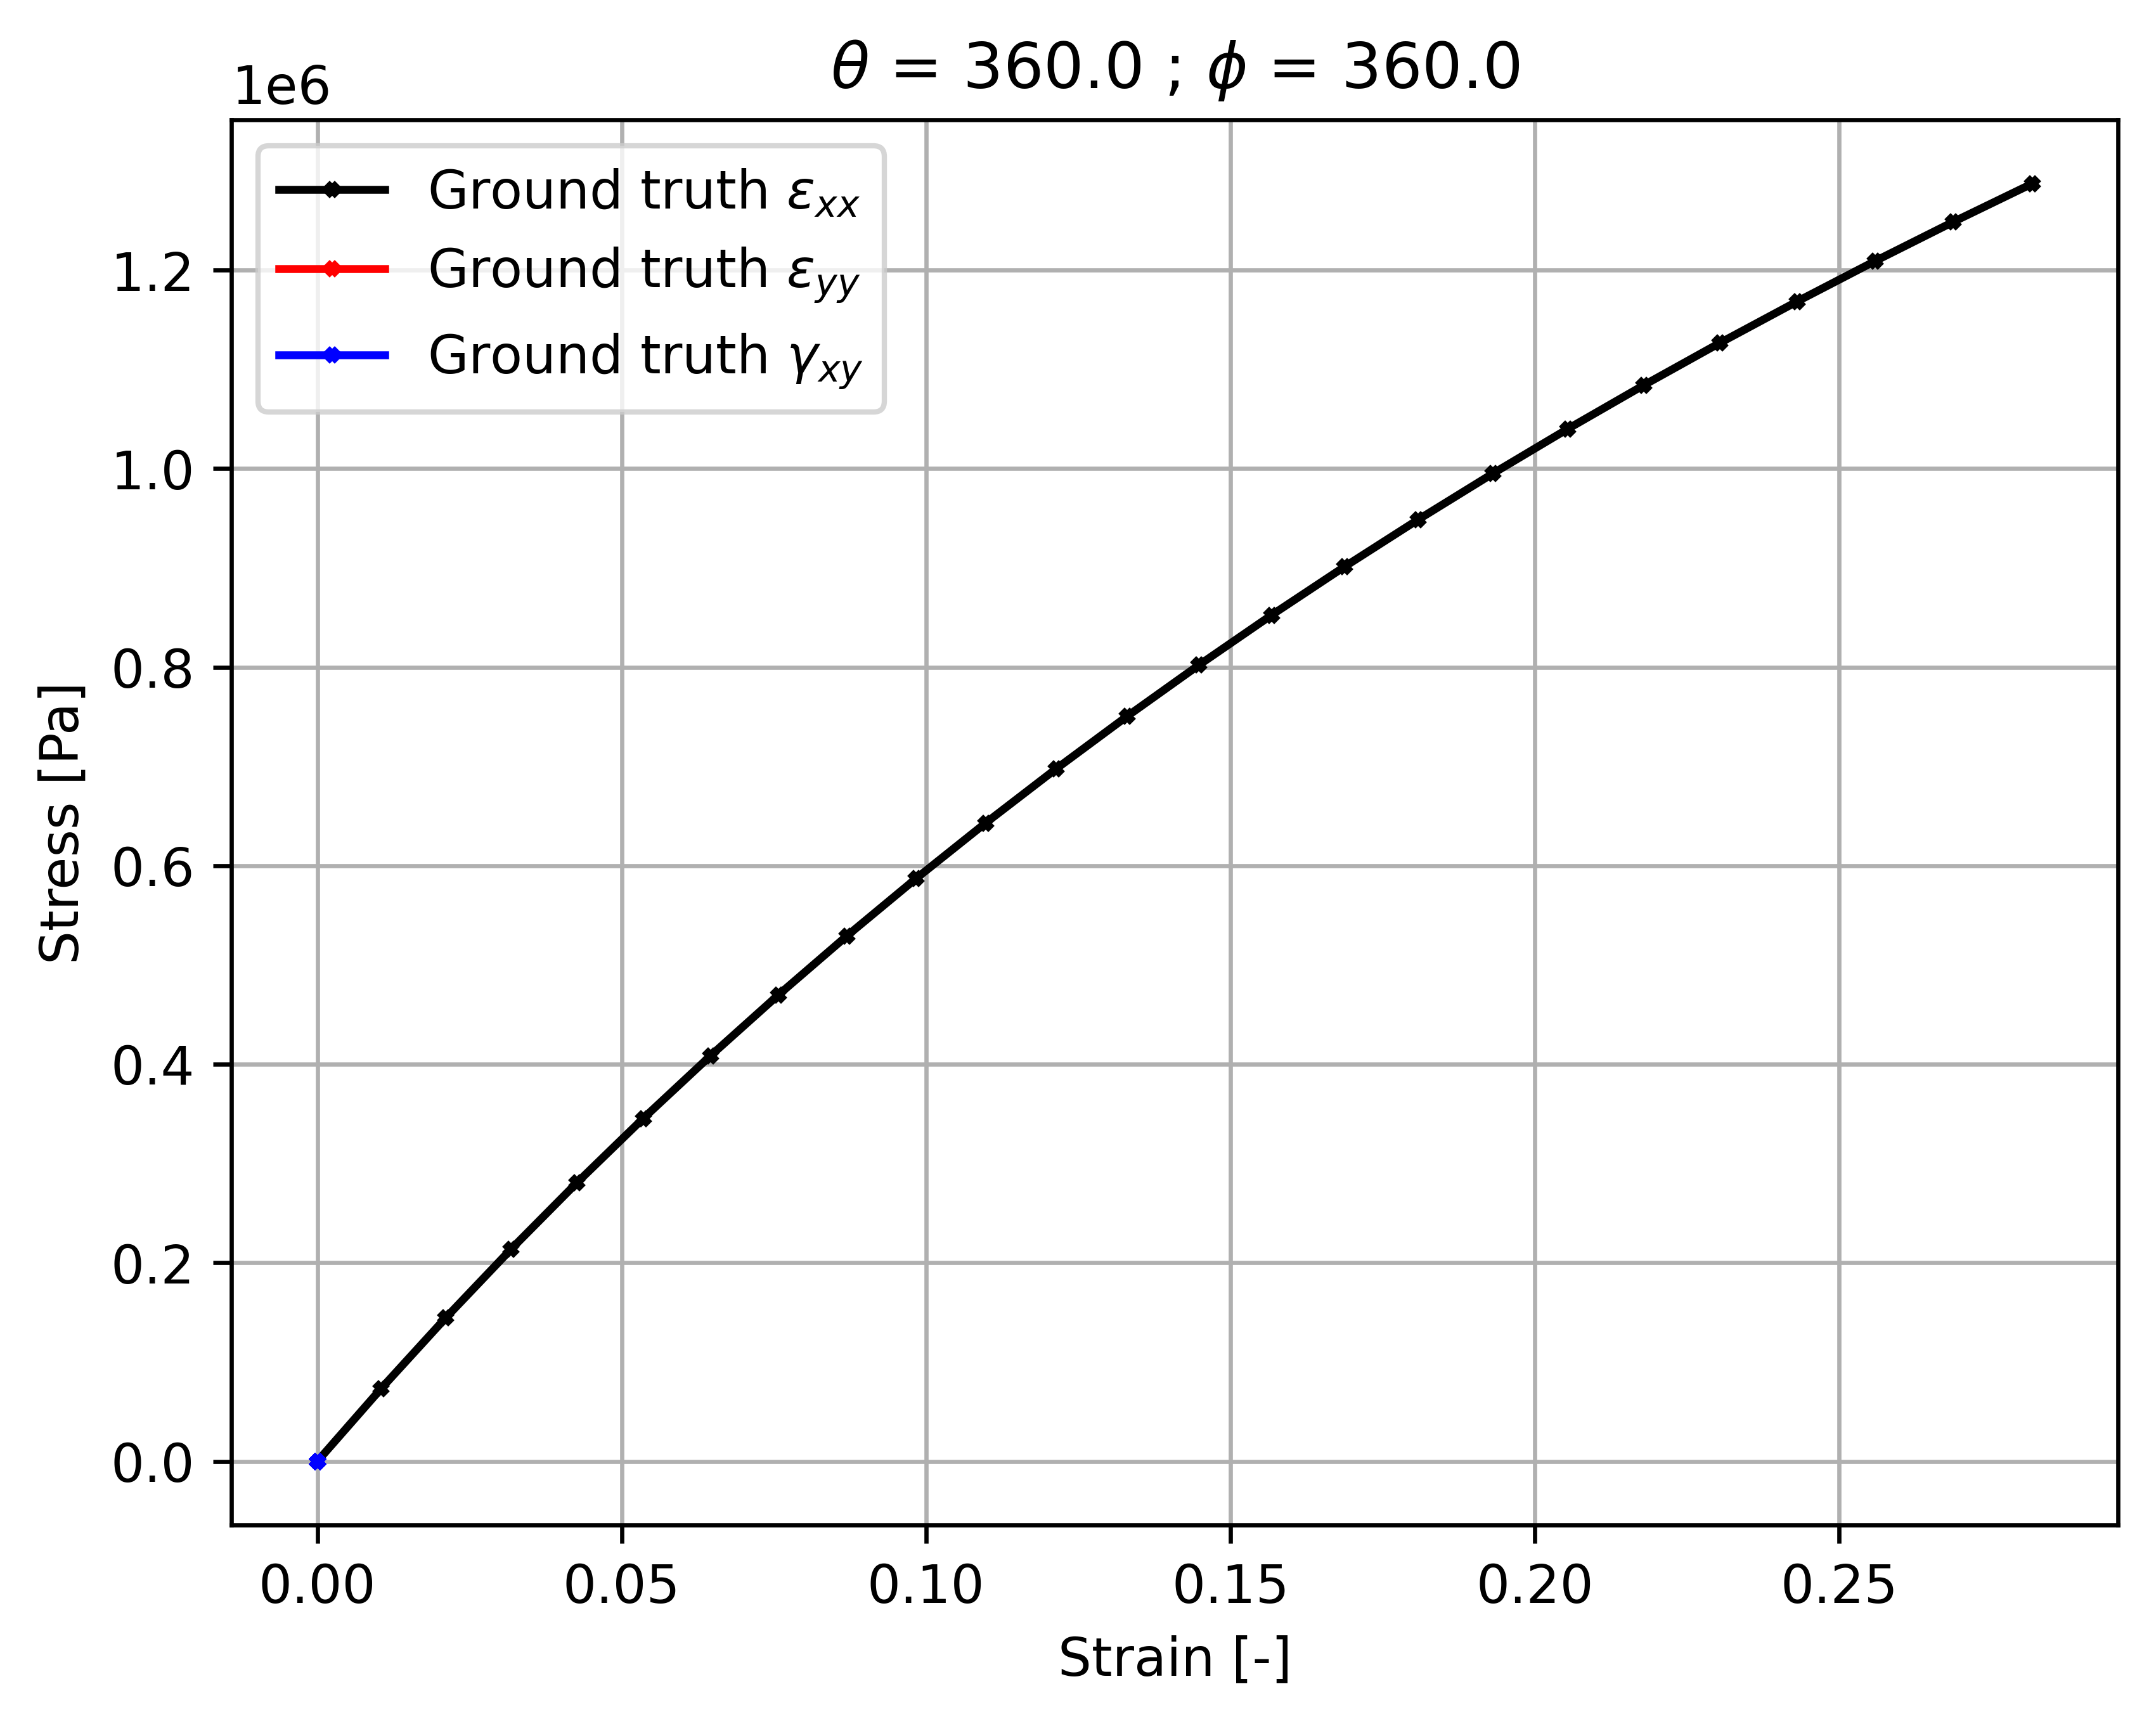 θ = 360.0 ; ϕ = 360.0
1e6
Ground truth εxx
Ground truth εyy
Ground truth γxy
1.2
1.0
0.8
0.6
0.4
0.2
0.0
Stress [Pa]
0.00 0.05 0.10 0.15 0.20 0.25
Strain [-]